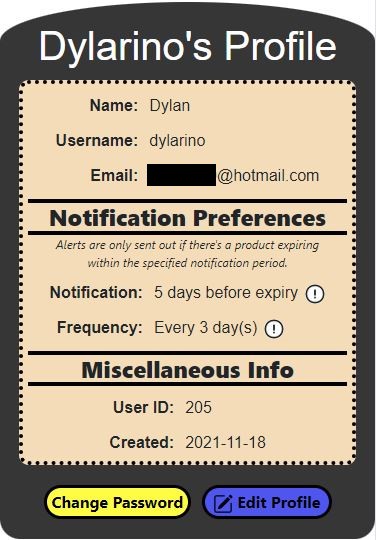 Dylarino's Profile
Name: Dylan
Username: dylarino
Email: @hotmail.com
Notification Preferences
Alerts are only sent out if there's a product expiring
within the specified notification period.
Notification: 5 days before expiry
Frequency: Every 3 day(s)
Miscellaneous Info
User ID: 205
Created: 2021-11-18
Change Password Edit Profile